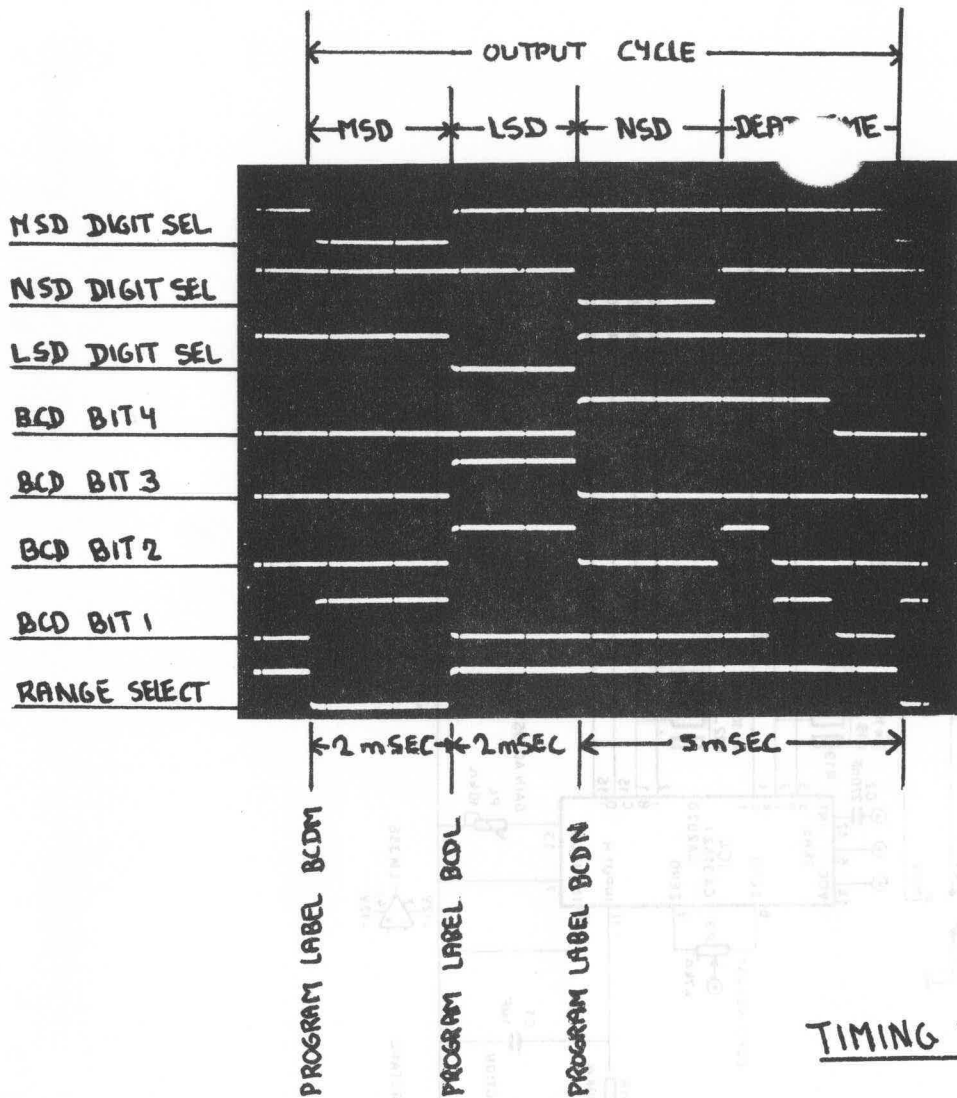 OUTPUT CYCLE
MSD LSD NSD
MSD DIGIT SEL
NSD DIGIT SEL
LSD DIGIT SEL
BCD BIT 4
BCD BIT 3
BCD BIT 2
BCD BIT 1
RANGE SELECT
2 mSEC 2 mSEC 5 mSEC
PROGRAM LABEL BCDM
PROGRAM LABEL BCDL
PROGRAM LABEL BCDN
TIMING